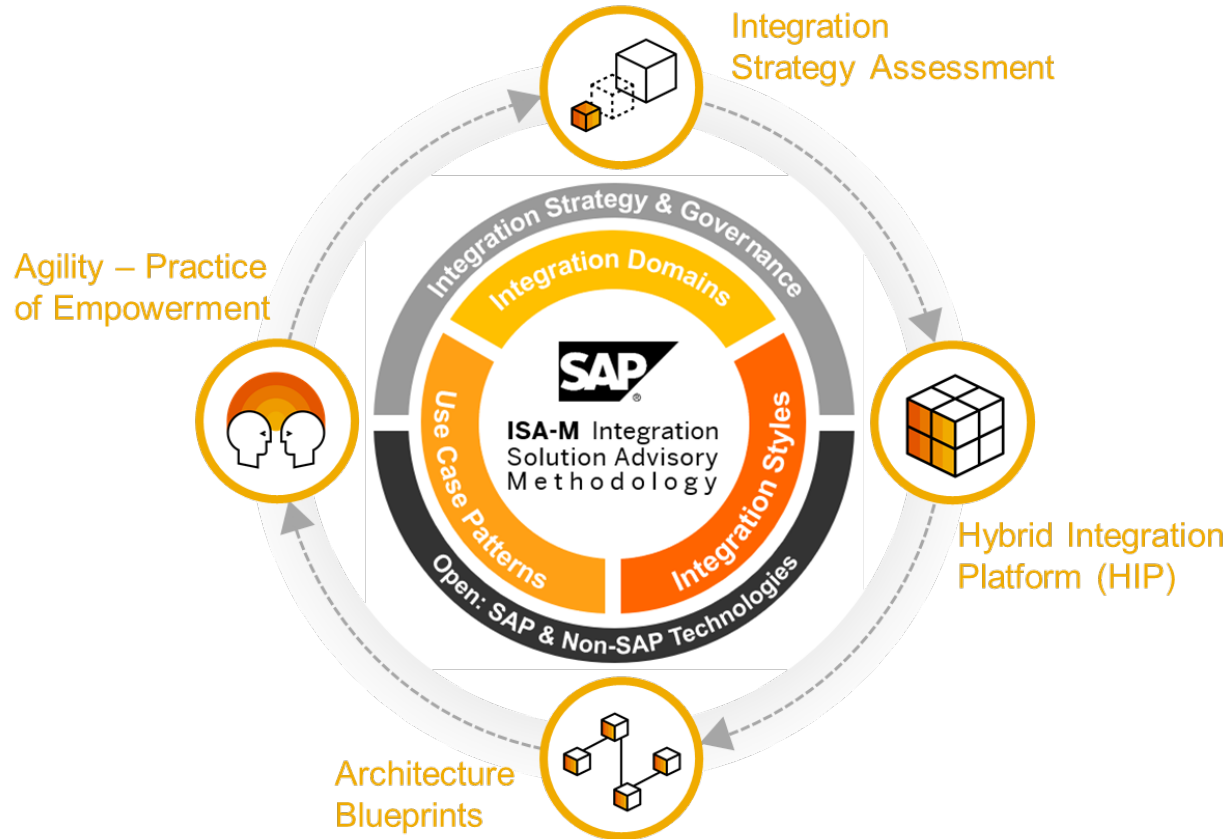 Integration
Strategy Assessment
Integration Strategy & Governance
Integration Domains
Agility – Practice
of Empowerment
SAP
®
ISA-M Integration
Solution Advisory
Methodology
Use Case Patterns
Integration Styles
Open: SAP & Non-SAP Technologies
Hybrid Integration
Platform (HIP)
Architecture
Blueprints